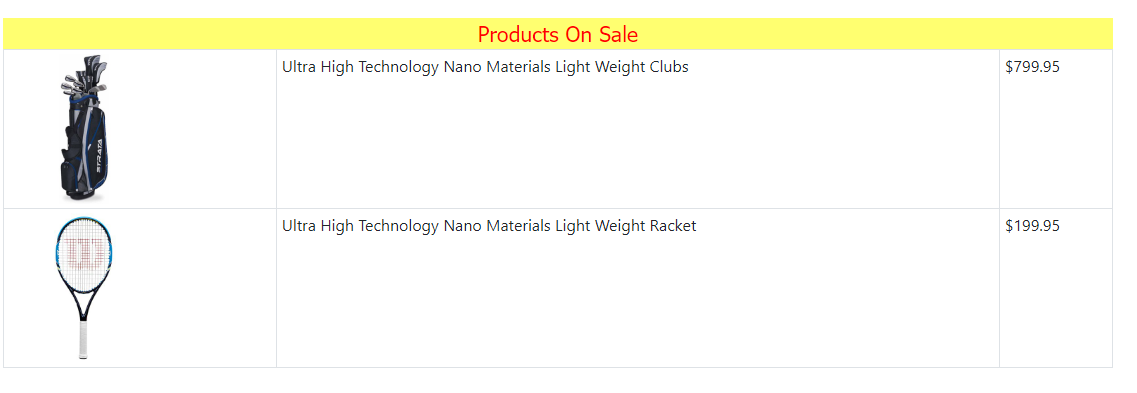 Products On Sale
Ultra High Technology Nano Materials Light Weight Clubs
$799.95
STRATA
Ultra High Technology Nano Materials Light Weight Racket
$199.95
W